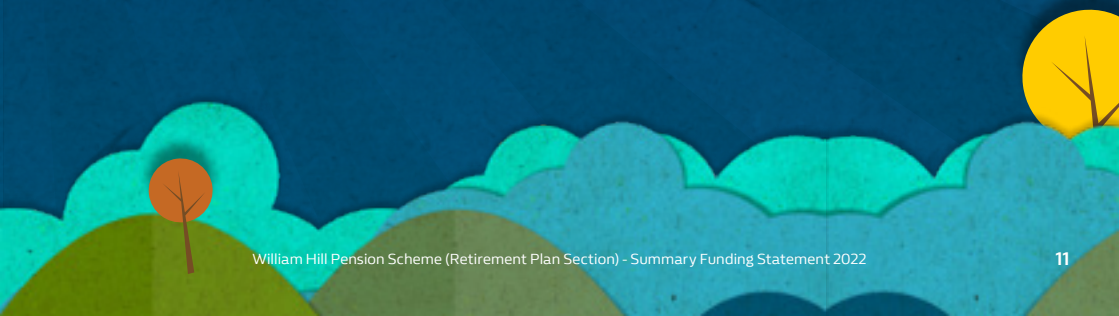 William Hill Pension Scheme (Retirement Plan Section) - Summary Funding Statement 2022 11